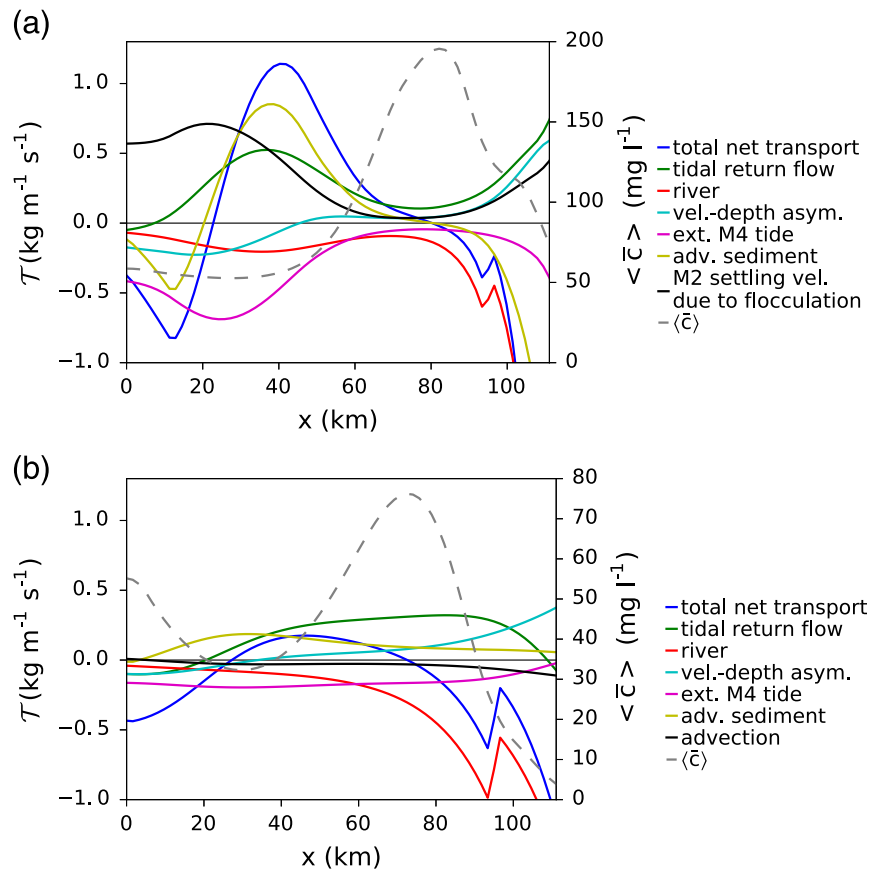 (a)
1.0
0.5
0.0
−0.5
−1.0
𝒯 (kg m⁻¹ s⁻¹)
0 20 40 60 80 100
x (km)
200
150
100
50
0
<c̄> (mg l⁻¹)
total net transport
tidal return flow
river
vel.-depth asym.
ext. M4 tide
adv. sediment
M2 settling vel.
due to flocculation
⟨c̄⟩
(b)
1.0
0.5
0.0
−0.5
−1.0
𝒯 (kg m⁻¹ s⁻¹)
0 20 40 60 80 100
x (km)
80
70
60
50
40
30
20
10
0
<c̄> (mg l⁻¹)
total net transport
tidal return flow
river
vel.-depth asym.
ext. M4 tide
adv. sediment
advection
⟨c̄⟩